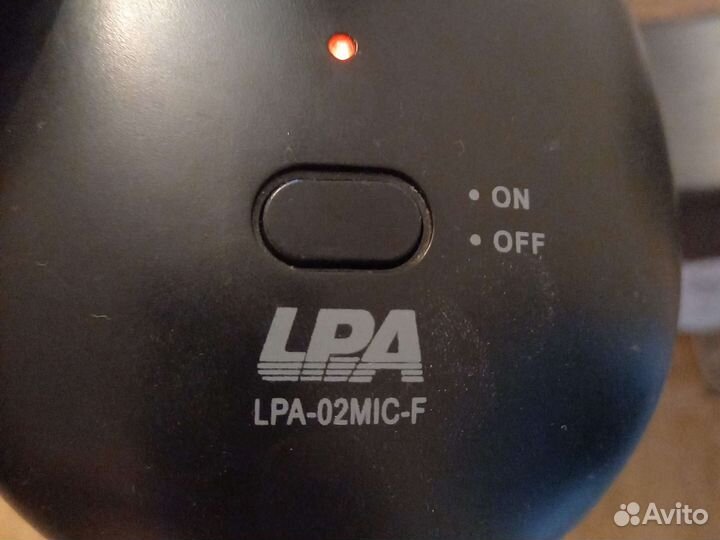 • ON
• OFF
LPA
LPA-02MIC-F
Avito